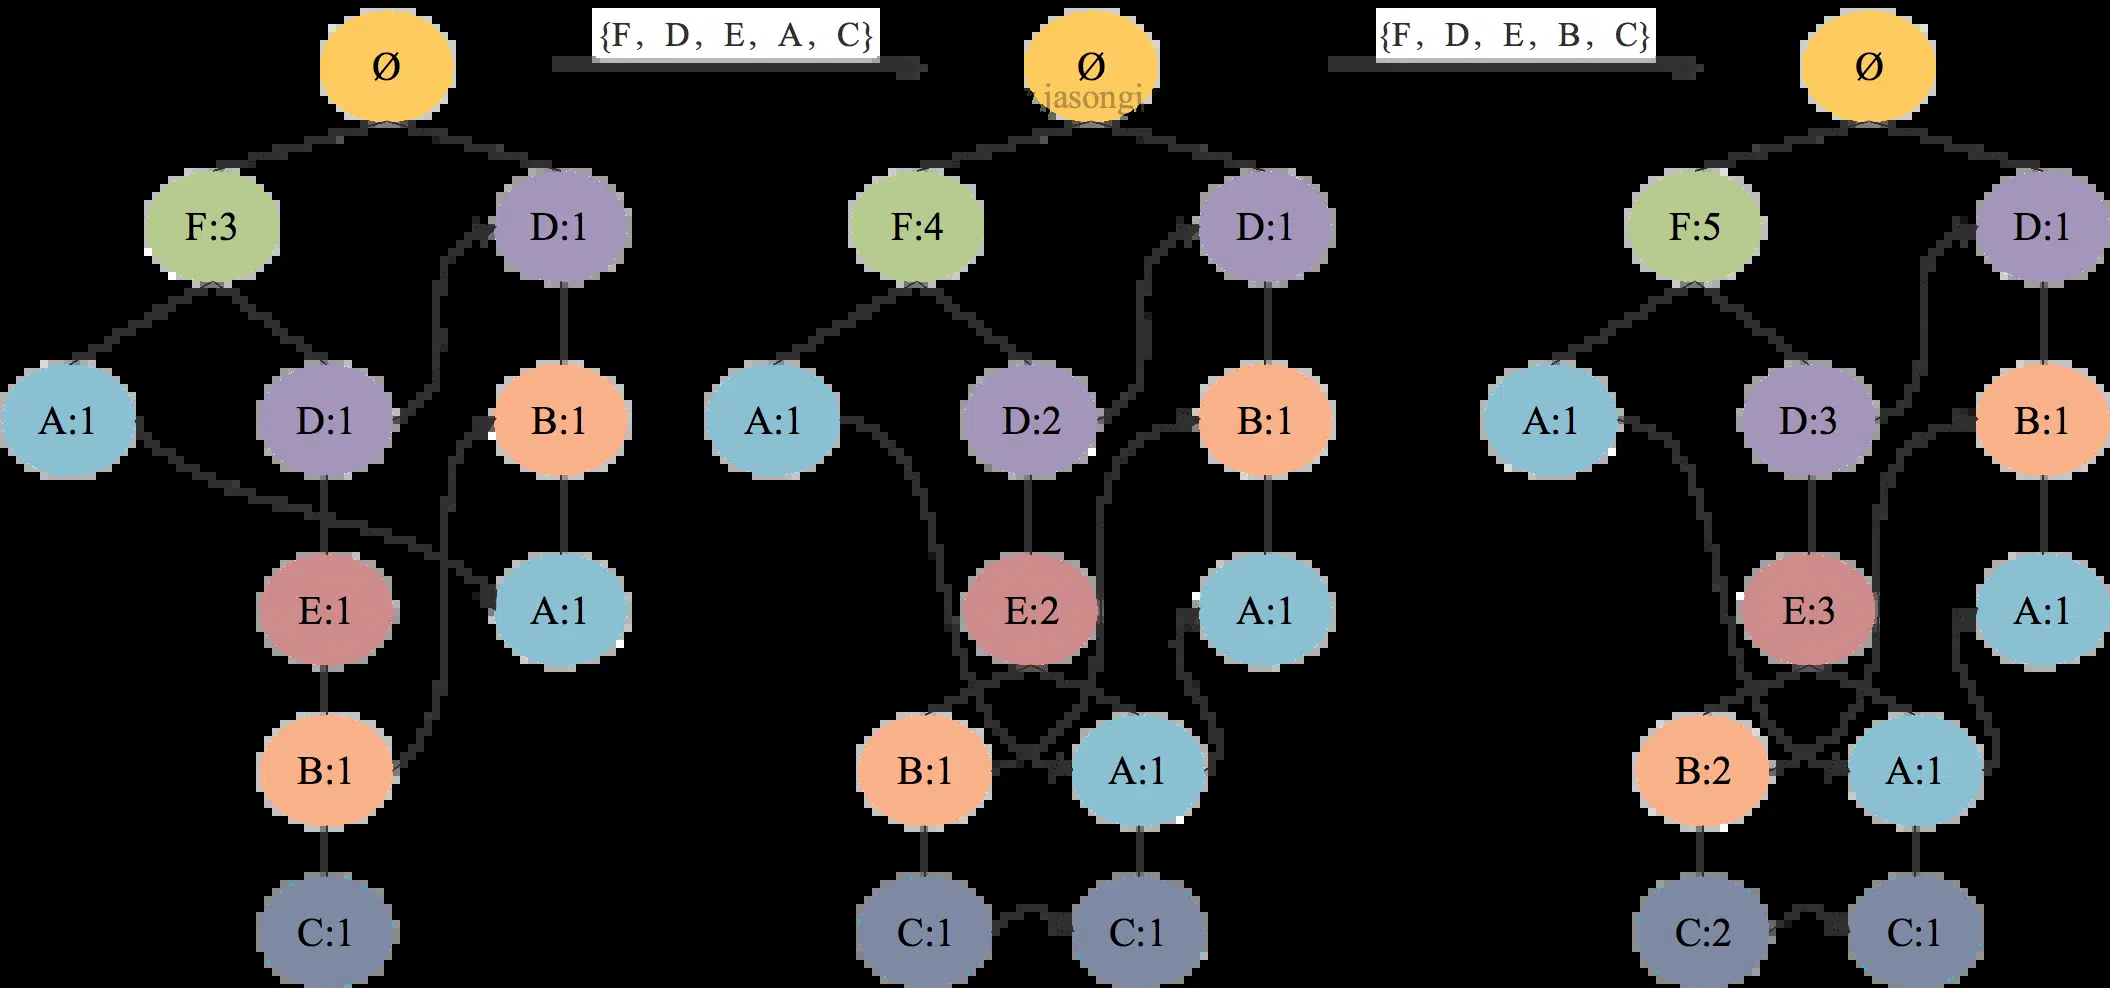 Ø
{F, D, E, A, C}
Ø
jasongj
{F, D, E, B, C}
Ø
F:3
D:1
F:4
D:1
F:5
D:1
A:1
D:1
B:1
A:1
D:2
B:1
A:1
D:3
B:1
E:1
A:1
E:2
A:1
E:3
A:1
B:1
B:1
A:1
B:2
A:1
C:1
C:1
C:1
C:2
C:1